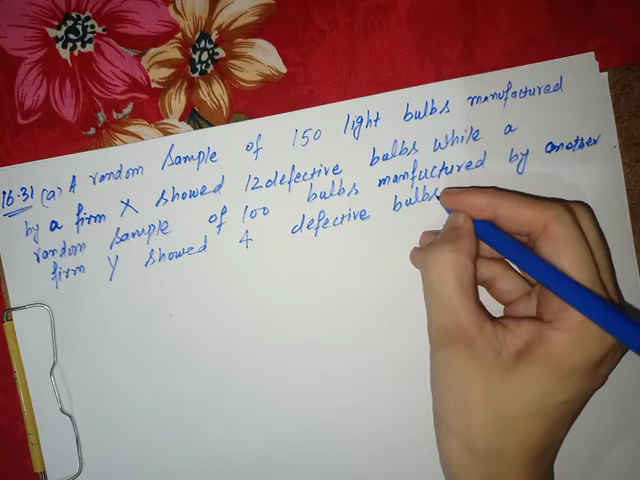 16.31 (a) A random sample of 150 light bulbs manufactured
by a firm X showed 12 defective bulbs while a
random sample of 100 bulbs manfuctured by another
firm Y showed 4 defective bulbs